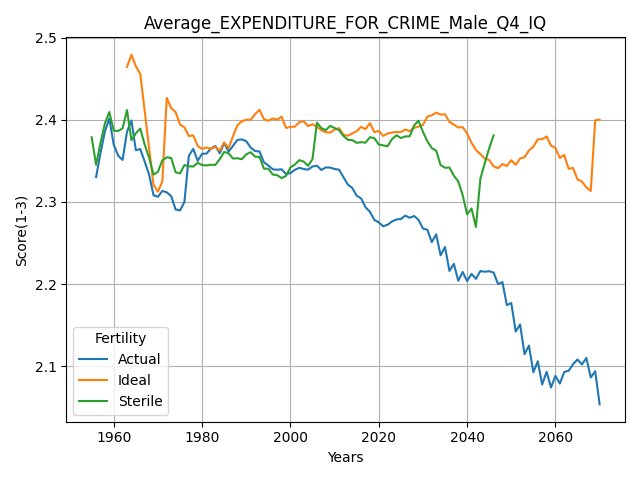 Average_EXPENDITURE_FOR_CRIME_Male_Q4_IQ
Score(1-3)
2.5
2.4
2.3
2.2
2.1
Fertility
Actual
Ideal
Sterile
1960 1980 2000 2020 2040 2060
Years